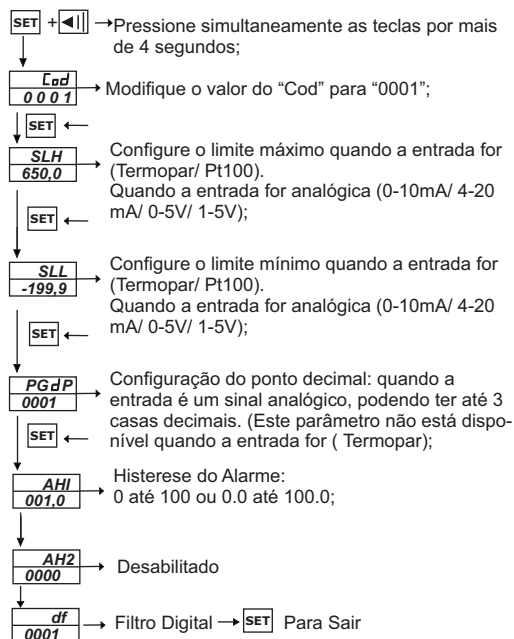 SET + Pressione simultaneamente as teclas por mais
de 4 segundos;
Cod
0001
Modifique o valor do “Cod” para “0001”;
SET
SLH
650,0
Configure o limite máximo quando a entrada for
(Termopar/ Pt100).
Quando a entrada for analógica (0-10mA/ 4-20
mA/ 0-5V/ 1-5V);
SET
SLL
-199,9
Configure o limite mínimo quando a entrada for
(Termopar/ Pt100).
Quando a entrada for analógica (0-10mA/ 4-20
mA/ 0-5V/ 1-5V);
SET
PGdP
0001
Configuração do ponto decimal: quando a
entrada é um sinal analógico, podendo ter até 3
casas decimais. (Este parâmetro não está dispo-
nível quando a entrada for ( Termopar);
SET
AHI
001,0
Histerese do Alarme:
0 até 100 ou 0.0 até 100.0;
AH2
0000
Desabilitado
df
0001
Filtro Digital SET Para Sair